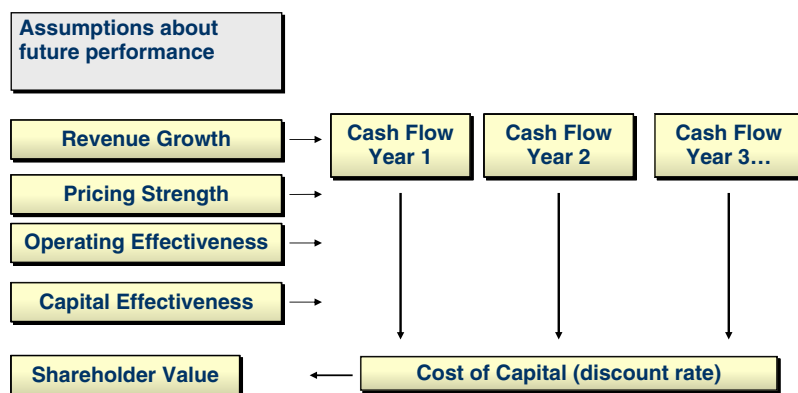 Assumptions about
future performance
Revenue Growth
Cash Flow
Year 1
Cash Flow
Year 2
Cash Flow
Year 3...
Pricing Strength
Operating Effectiveness
Capital Effectiveness
Shareholder Value
Cost of Capital (discount rate)